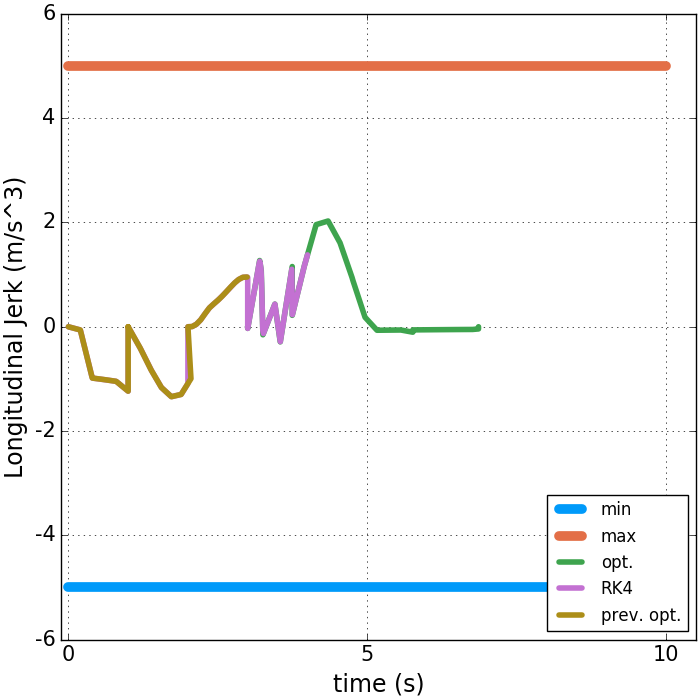 6
4
2
0
-2
-4
-6
Longitudinal Jerk (m/s^3)
0
5
10
time (s)
min
max
opt.
RK4
prev. opt.